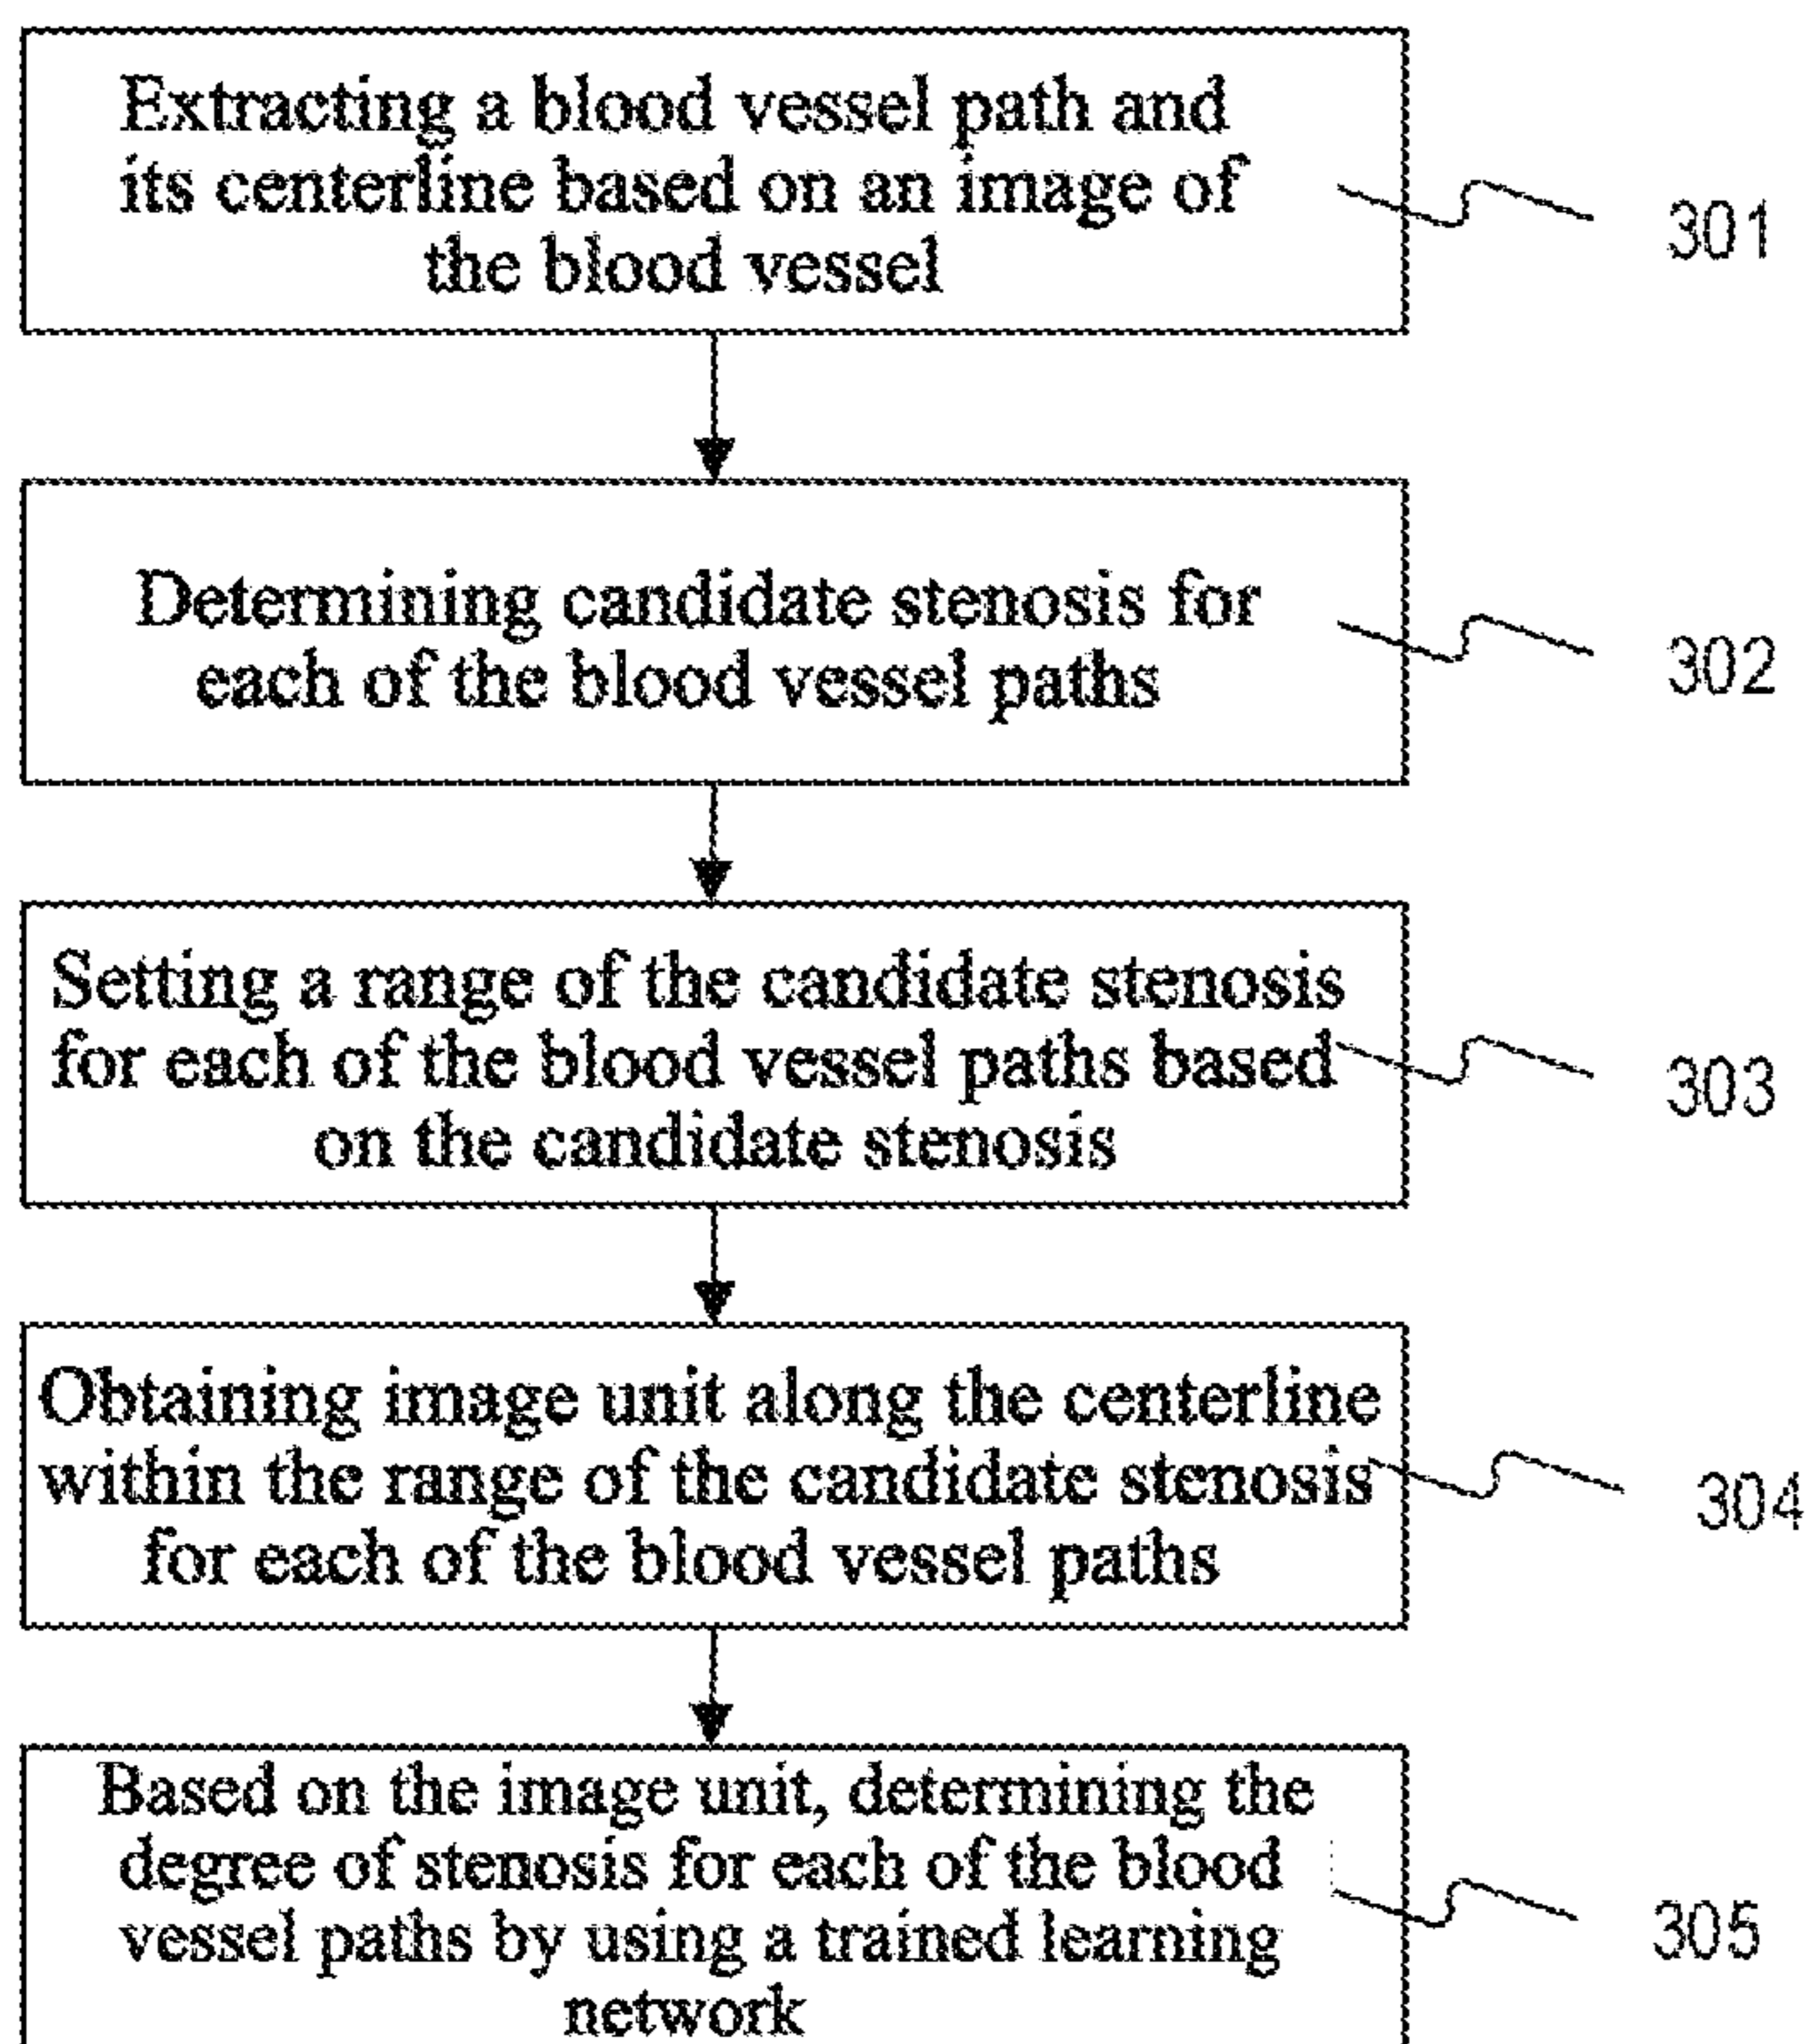 Extracting a blood vessel path and
its centerline based on an image of
the blood vessel
301
Determining candidate stenosis for
each of the blood vessel paths
302
Setting a range of the candidate stenosis
for each of the blood vessel paths based
on the candidate stenosis
303
Obtaining image unit along the centerline
within the range of the candidate stenosis
for each of the blood vessel paths
304
Based on the image unit, determining the
degree of stenosis for each of the blood
vessel paths by using a trained learning
network
305